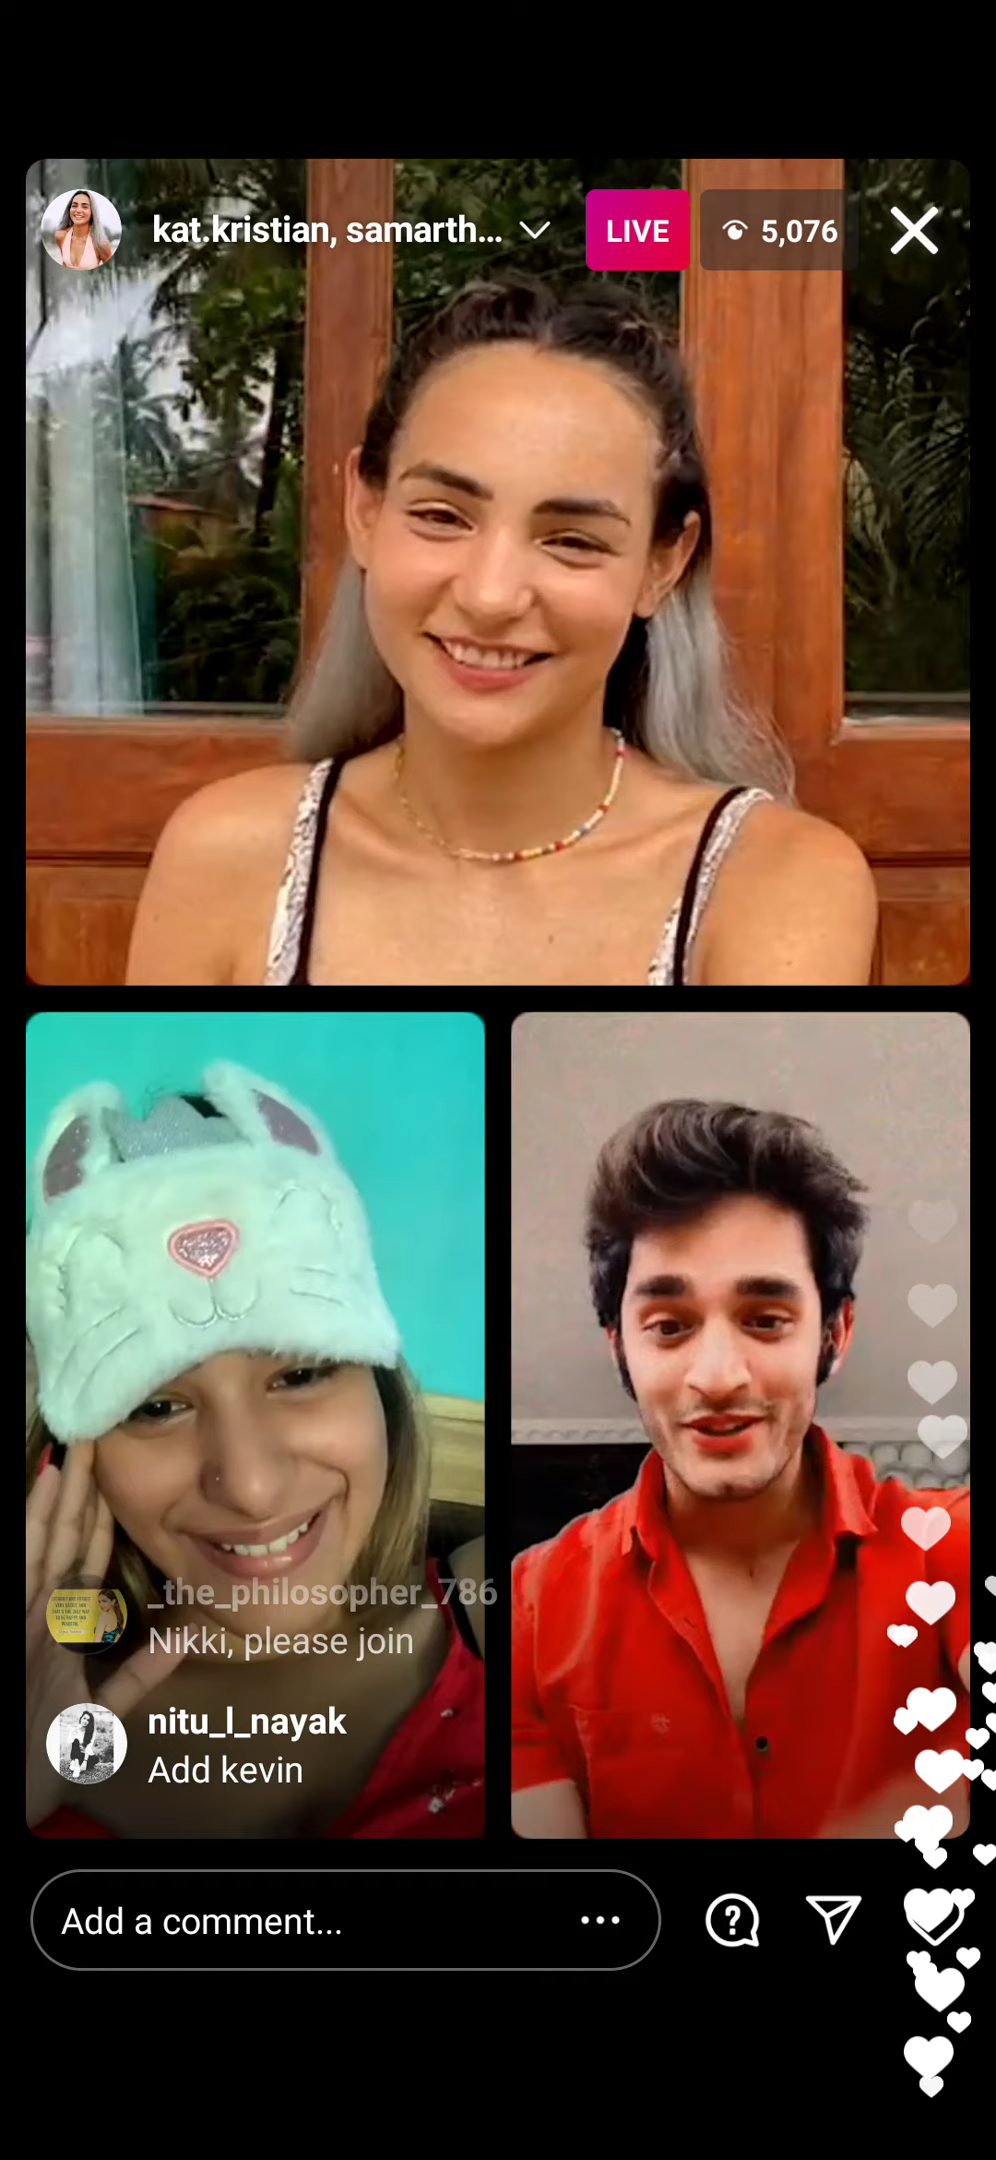 kat.kristian, samarth...
LIVE
5,076
_the_philosopher_786
Nikki, please join
nitu_l_nayak
Add kevin
Add a comment...